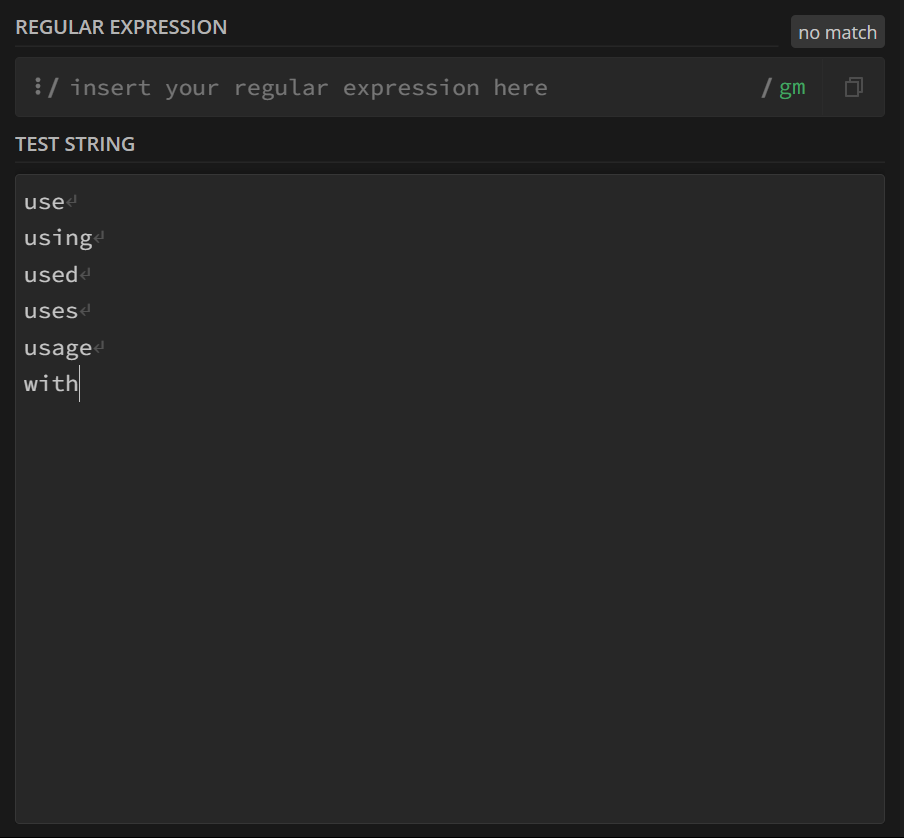 REGULAR EXPRESSION
no match
/ insert your regular expression here / gm
TEST STRING
use
using
used
uses
usage
with